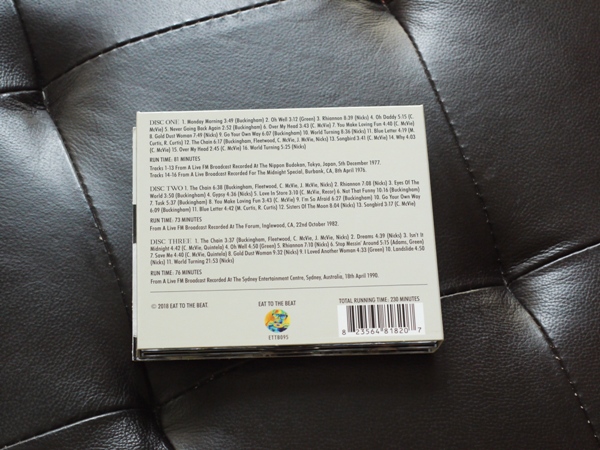 DISC ONE 1. Monday Morning 3:49 (Buckingham) 2. Oh Well 3:12 (Green) 3. Rhiannon 8:39 (Nicks) 4. Oh Daddy 5:15 (C.
McVie) 5. Never Going Back Again 2:52 (Buckingham) 6. Over My Head 3:43 (C. McVie) 7. You Make Loving Fun 4:40 (C. McVie)
8. Gold Dust Woman 7:49 (Nicks) 9. Go Your Own Way 6:07 (Buckingham) 10. World Turning 8:36 (Nicks) 11. Blue Letter 4:19 (M.
Curtis, R. Curtis) 12. The Chain 6:17 (Buckingham, Fleetwood, C. McVie, J. McVie, Nicks) 13. Songbird 3:41 (C. McVie) 14. Why 4:03
(C. McVie) 15. Over My Head 2:45 (C. McVie) 16. World Turning 5:25 (Nicks)
RUN TIME: 81 MINUTES
Tracks 1-13 From A Live FM Broadcast Recorded At The Nippon Budokan, Tokyo, Japan, 5th December 1977.
Tracks 14-16 From A Live FM Broadcast Recorded For The Midnight Special, Burbank, CA, 8th April 1976.
DISC TWO 1. The Chain 6:38 (Buckingham, Fleetwood, C. McVie, J. McVie, Nicks) 2. Rhiannon 7:08 (Nicks) 3. Eyes Of The
World 3:50 (Buckingham) 4. Gypsy 4:36 (Nicks) 5. Love In Store 3:10 (C. McVie, Recor) 6. Not That Funny 10:16 (Buckingham)
7. Tusk 5:37 (Buckingham) 8. You Make Loving Fun 3:43 (C. McVie) 9. I'm So Afraid 6:27 (Buckingham) 10. Go Your Own Way
6:09 (Buckingham) 11. Blue Letter 4:42 (M. Curtis, R. Curtis) 12. Sisters Of The Moon 8:04 (Nicks) 13. Songbird 3:17 (C. McVie)
RUN TIME: 73 MINUTES
From A Live FM Broadcast Recorded At The Forum, Inglewood, CA, 22nd October 1982.
DISC THREE 1. The Chain 3:37 (Buckingham, Fleetwood, C. McVie, J. McVie, Nicks) 2. Dreams 4:39 (Nicks) 3. Isn't It
Midnight 4:42 (C. McVie, Quintela) 4. Oh Well 4:50 (Green) 5. Rhiannon 7:10 (Nicks) 6. Stop Messin' Around 5:15 (Adams, Green)
7. Save Me 4:40 (C. McVie, Quintela) 8. Gold Dust Woman 9:32 (Nicks) 9. I Loved Another Woman 4:33 (Green) 10. Landslide 4:50
(Nicks) 11. World Turning 21:53 (Nicks)
RUN TIME: 76 MINUTES
From A Live FM Broadcast Recorded At The Sydney Entertainment Centre, Sydney, Australia, 10th April 1990.
© 2018 EAT TO THE BEAT.
EAT TO THE BEAT
ETTB095
TOTAL RUNNING TIME: 230 MINUTES
8 23564 81820 7